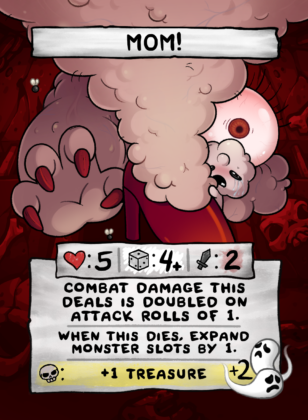 MOM!
:5 :4+ :2
COMBAT DAMAGE THIS
DEALS IS DOUBLED ON
ATTACK ROLLS OF 1.
WHEN THIS DIES, EXPAND
MONSTER SLOTS BY 1.
: +1 TREASURE +2